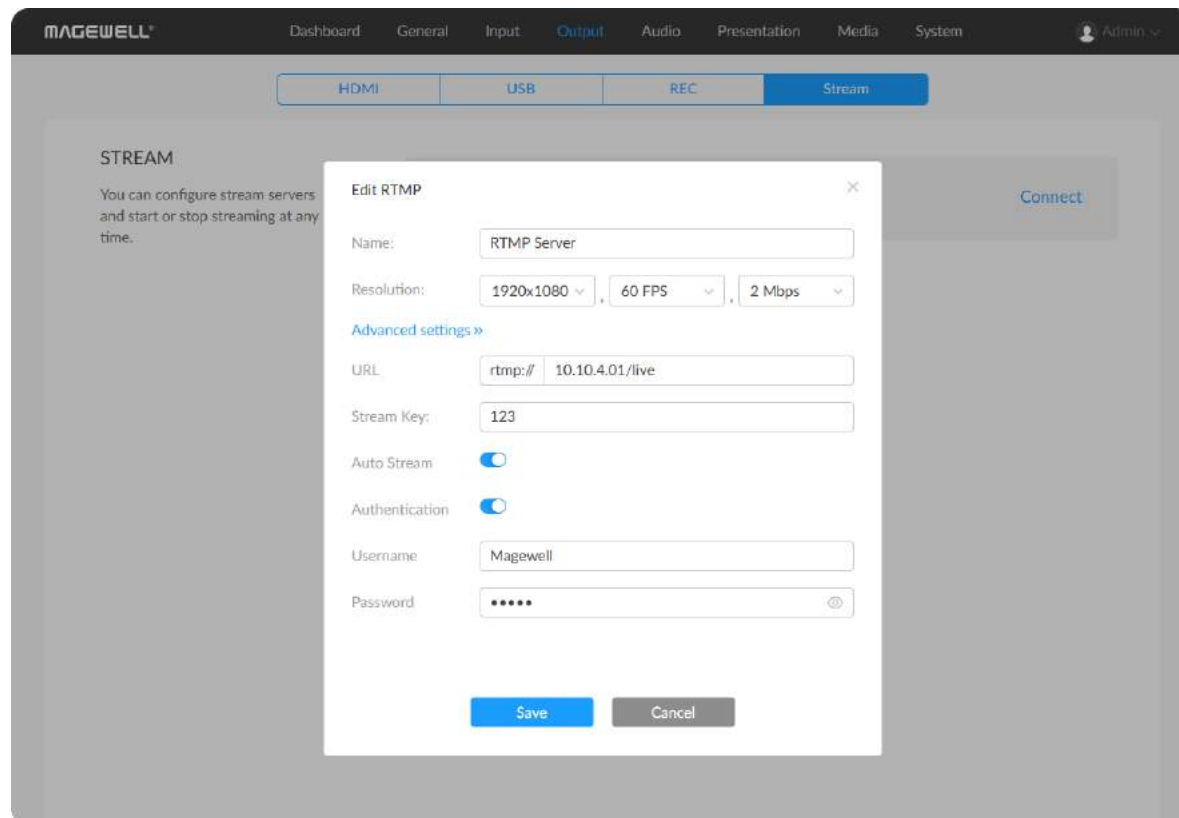 MAGEWELL® Dashboard General Input Output Audio Presentation Media System Admin
HDMI USB REC Stream
STREAM
You can configure stream servers
and start or stop streaming at any
time.
Connect
Edit RTMP
Name: RTMP Server
Resolution: 1920x1080 , 60 FPS , 2 Mbps
Advanced settings »
URL rtmp:// 10.10.4.01/live
Stream Key: 123
Auto Stream
Authentication
Username Magewell
Password •••••
Save Cancel